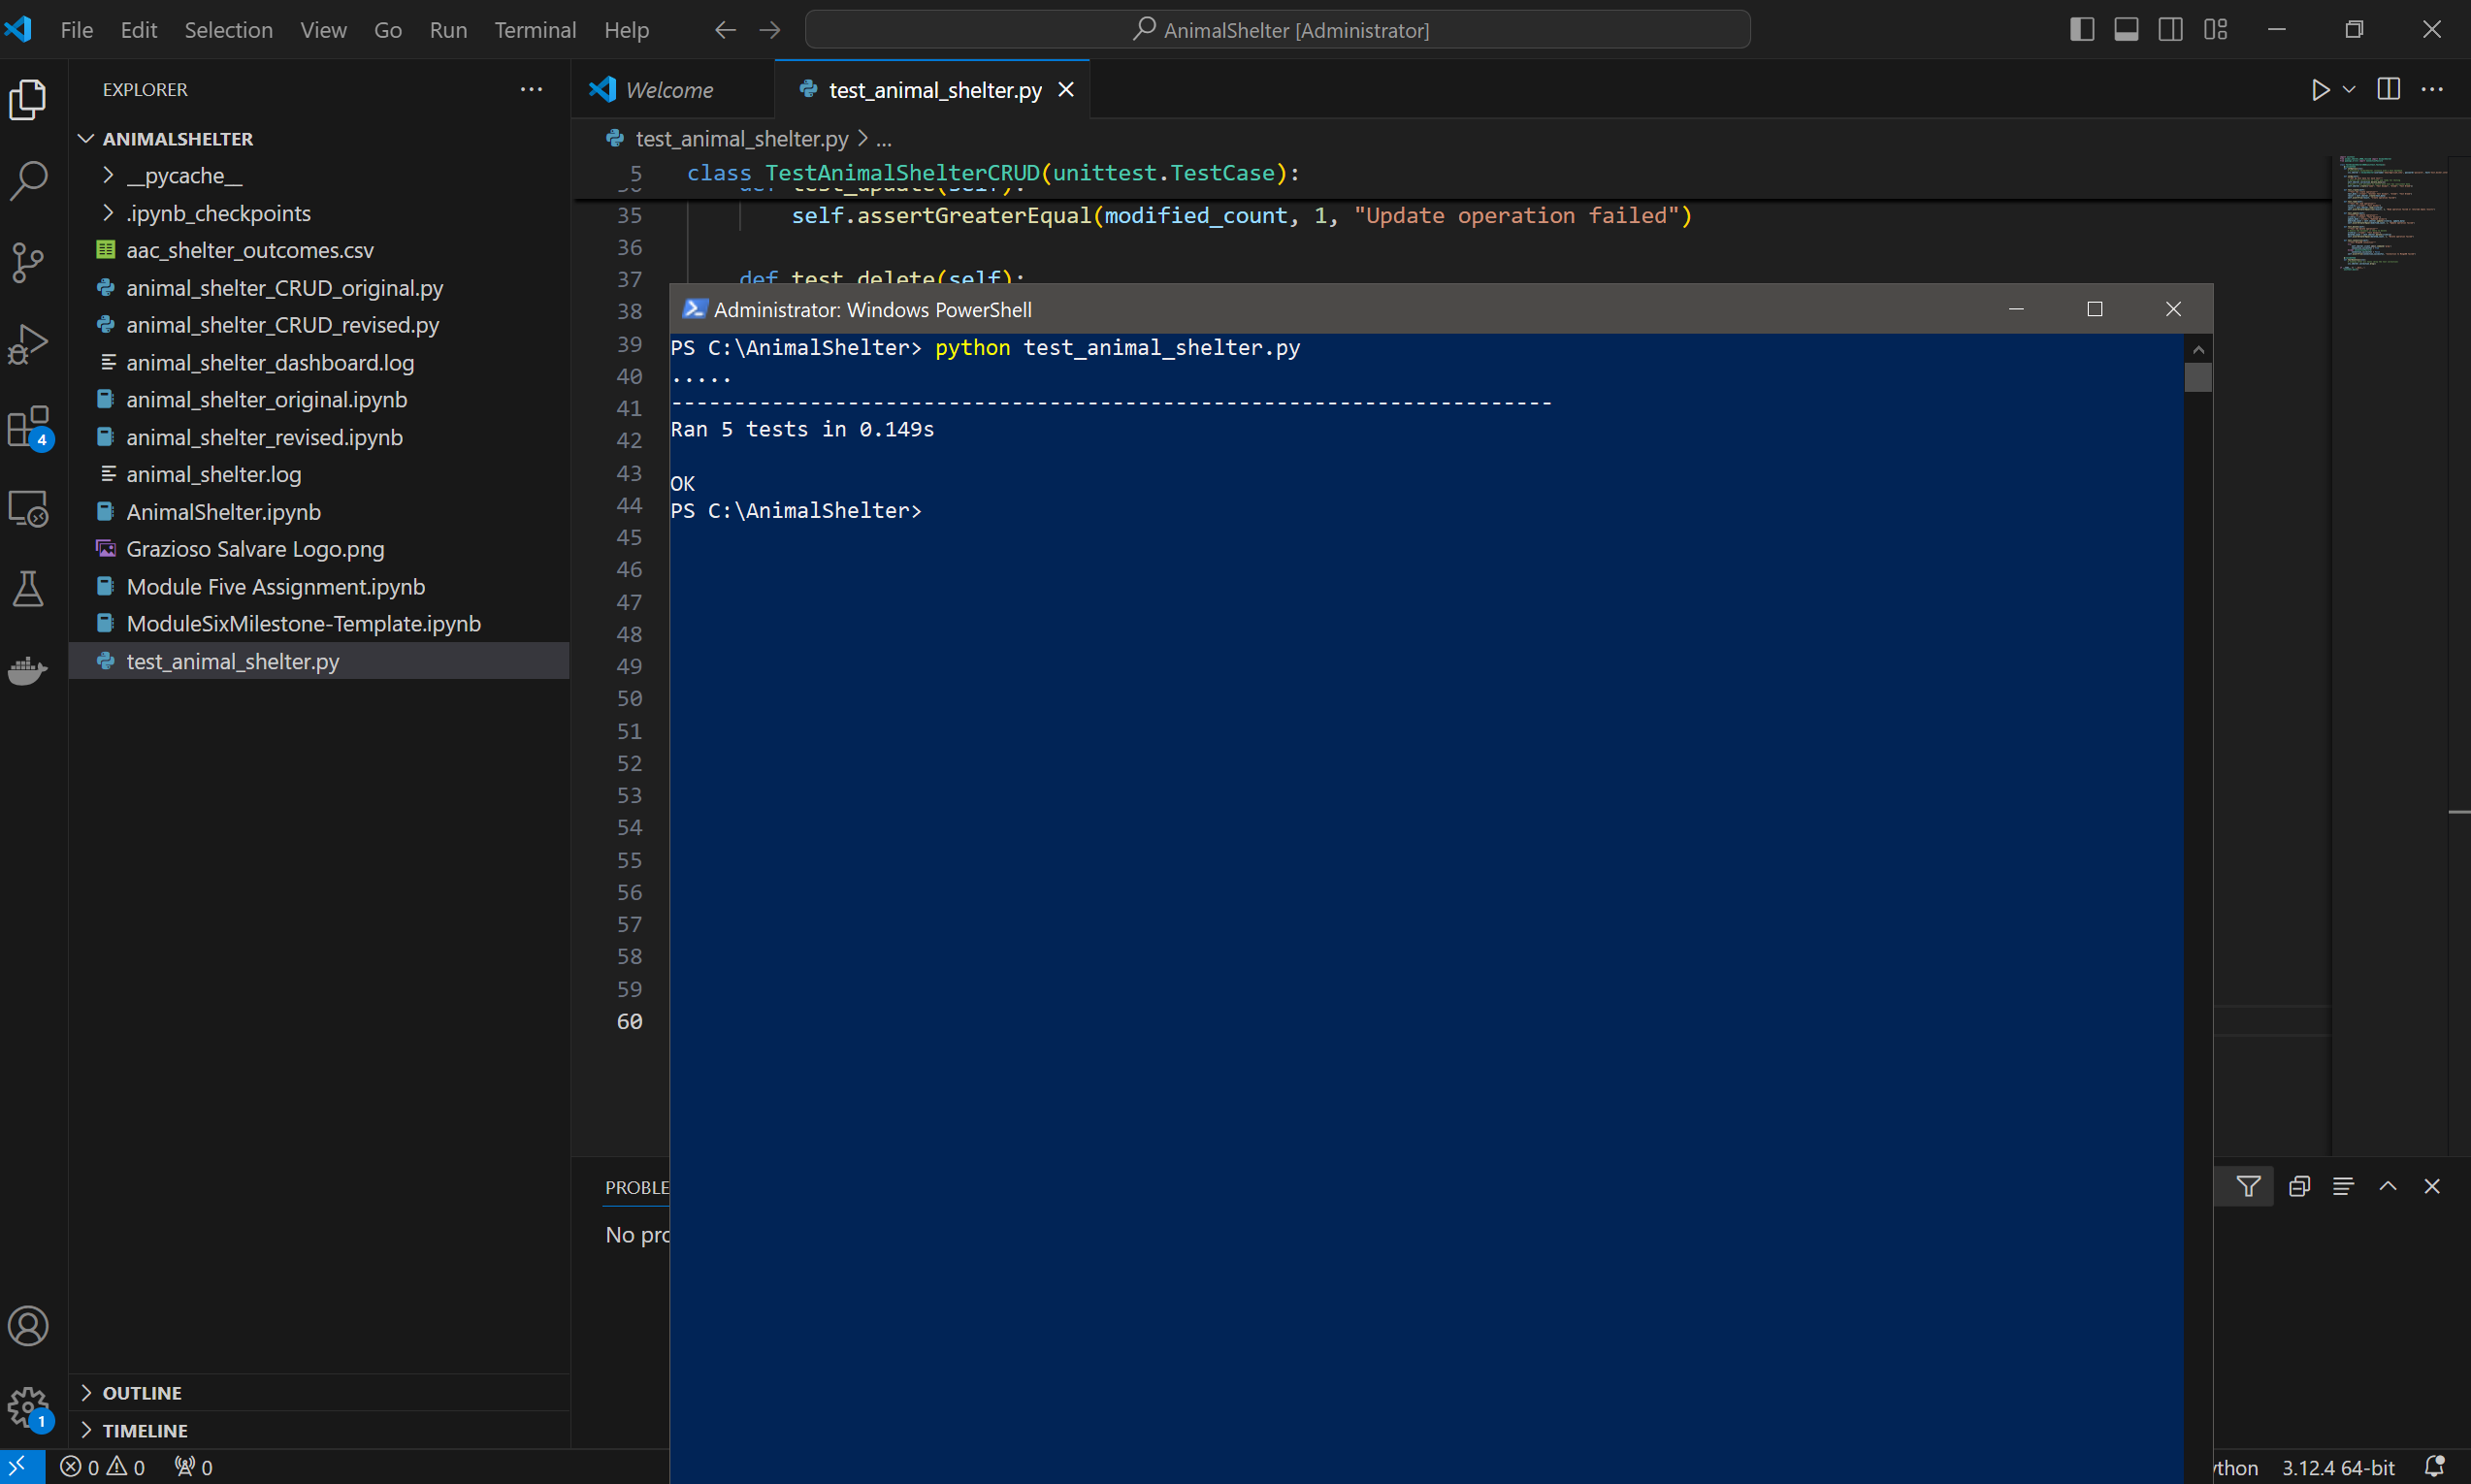 File Edit Selection View Go Run Terminal Help
AnimalShelter [Administrator]
EXPLORER
ANIMALSHELTER
__pycache__
.ipynb_checkpoints
aac_shelter_outcomes.csv
animal_shelter_CRUD_original.py
animal_shelter_CRUD_revised.py
animal_shelter_dashboard.log
animal_shelter_original.ipynb
animal_shelter_revised.ipynb
animal_shelter.log
AnimalShelter.ipynb
Grazioso Salvare Logo.png
Module Five Assignment.ipynb
ModuleSixMilestone-Template.ipynb
test_animal_shelter.py
OUTLINE
TIMELINE
4
1
Welcome
test_animal_shelter.py
test_animal_shelter.py > ...
5 class TestAnimalShelterCRUD(unittest.TestCase):
def test_update(self):
35 self.assertGreaterEqual(modified_count, 1, "Update operation failed")
36
37 def test_delete(self):
38
39
40
41
42
43
44
45
46
47
48
49
50
51
52
53
54
55
56
57
58
59
60
Administrator: Windows PowerShell
PS C:\AnimalShelter> python test_animal_shelter.py
.....
----------------------------------------------------------------------
Ran 5 tests in 0.149s
OK
PS C:\AnimalShelter>
PROBLE
No pro
0 0 0
ython 3.12.4 64-bit